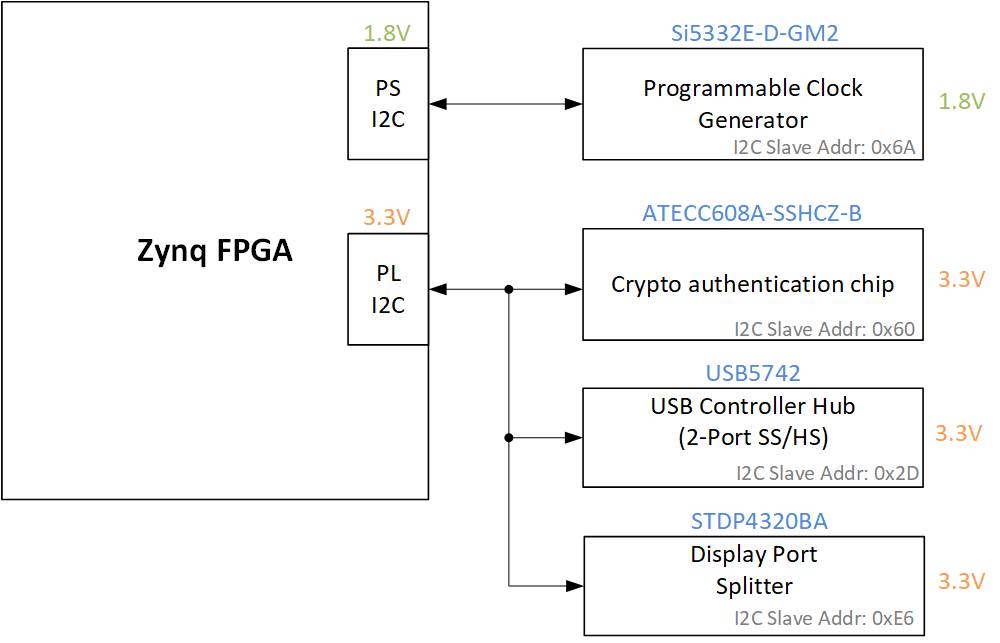 1.8V
PS
I2C
Si5332E-D-GM2
Programmable Clock
Generator
I2C Slave Addr: 0x6A
1.8V
Zynq FPGA
3.3V
PL
I2C
ATECC608A-SSHCZ-B
Crypto authentication chip
I2C Slave Addr: 0x60
3.3V
USB5742
USB Controller Hub
(2-Port SS/HS)
I2C Slave Addr: 0x2D
3.3V
STDP4320BA
Display Port
Splitter
I2C Slave Addr: 0xE6
3.3V